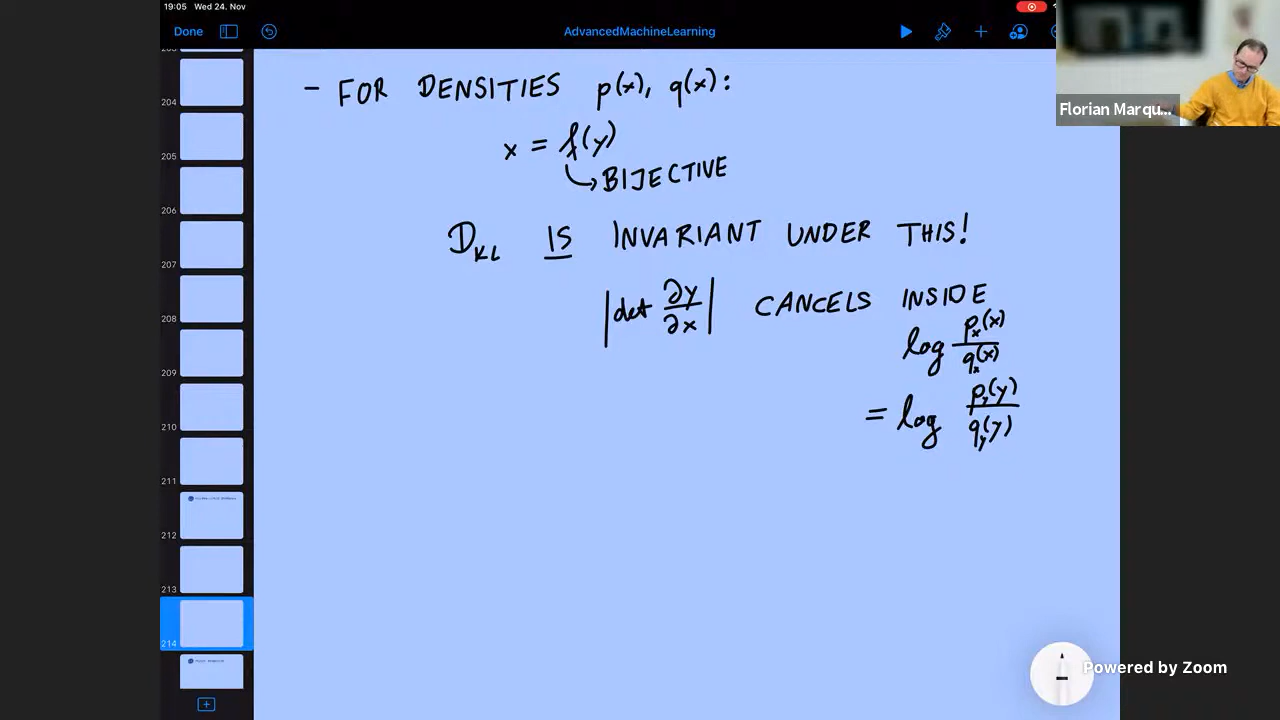 19:05 Wed 24. Nov
Done
AdvancedMachineLearning
Florian Marqu...
- FOR DENSITIES p(x), q(x):
x = f(y)
↳ BIJECTIVE
D_KL IS INVARIANT UNDER THIS!
|det ∂y/∂x| CANCELS INSIDE
log p_x(x)/q_x(x)
= log p_y(y)/q_y(y)
204
205
206
207
208
209
210
211
212
213
214
Powered by Zoom